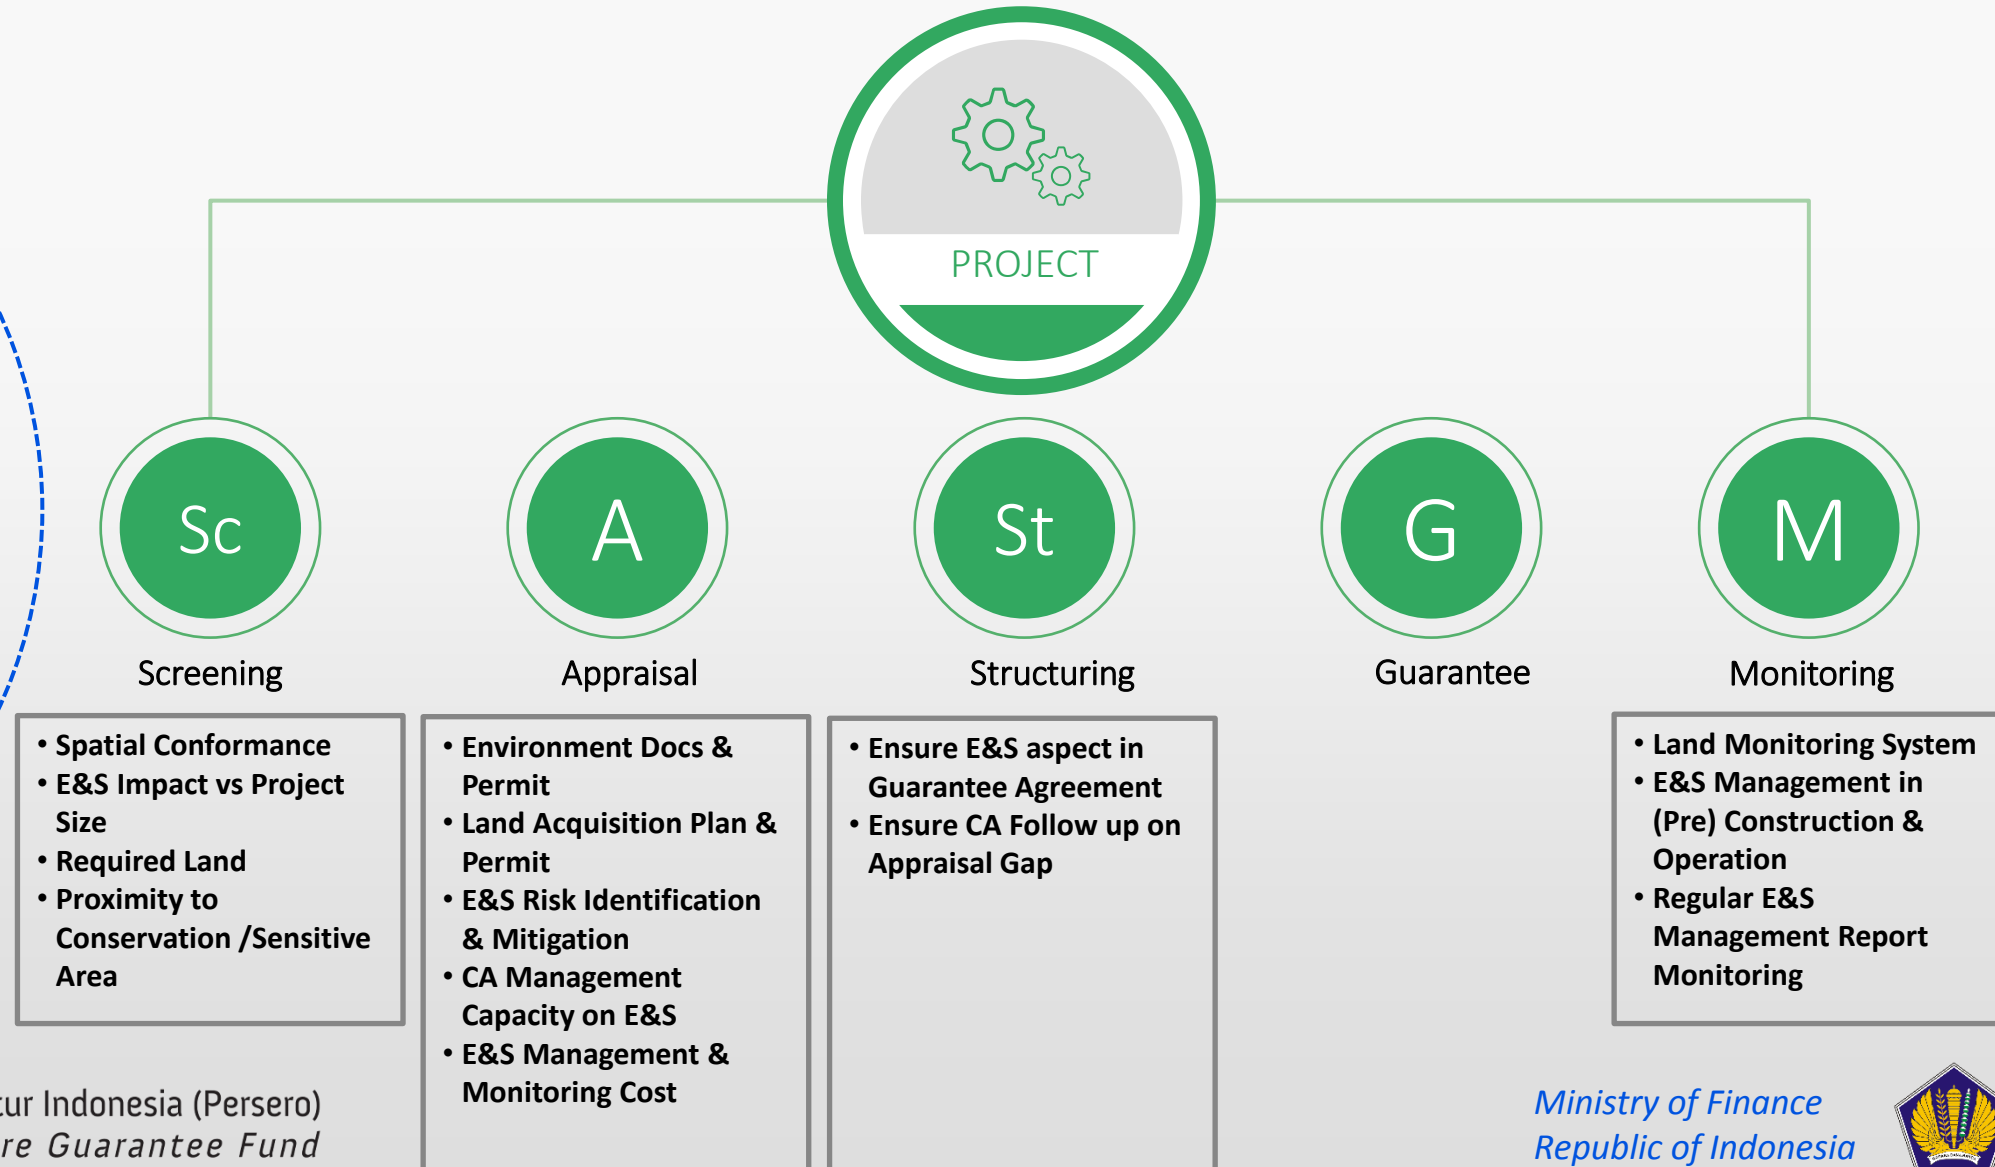 PROJECT
Sc
A
St
G
M
Screening
Appraisal
Structuring
Guarantee
Monitoring
• Spatial Conformance
• E&S Impact vs Project
Size
• Required Land
• Proximity to
Conservation /Sensitive
Area
• Environment Docs &
Permit
• Land Acquisition Plan &
Permit
• E&S Risk Identification
& Mitigation
• CA Management
Capacity on E&S
• E&S Management &
Monitoring Cost
• Ensure E&S aspect in
Guarantee Agreement
• Ensure CA Follow up on
Appraisal Gap
• Land Monitoring System
• E&S Management in
(Pre) Construction &
Operation
• Regular E&S
Management Report
Monitoring
tur Indonesia (Persero)
re Guarantee Fund
Ministry of Finance
Republic of Indonesia